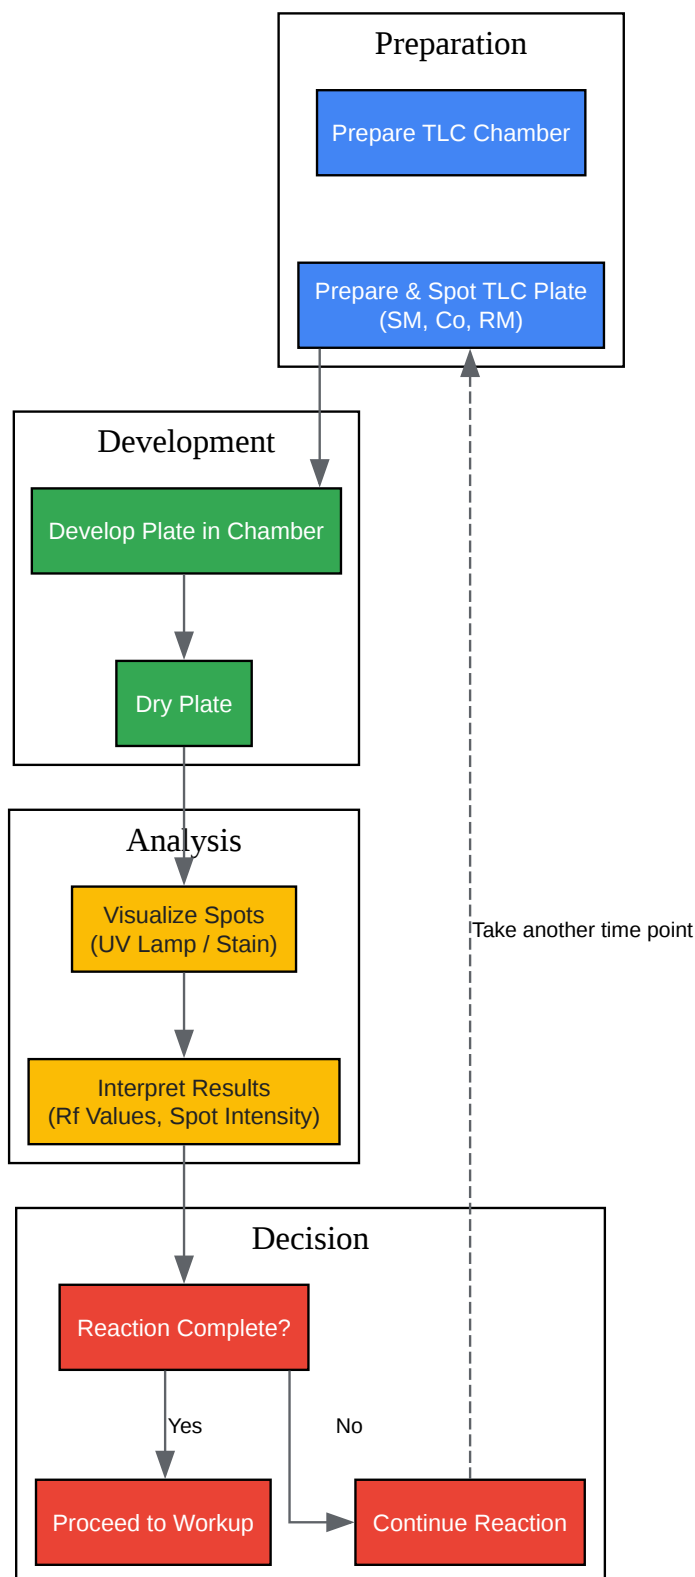 Preparation
Prepare TLC Chamber
Prepare & Spot TLC Plate
(SM, Co, RM)
Development
Develop Plate in Chamber
Dry Plate
Analysis
Visualize Spots
(UV Lamp / Stain)
Take another time point
Interpret Results
(Rf Values, Spot Intensity)
Decision
Reaction Complete?
Yes
No
Proceed to Workup
Continue Reaction